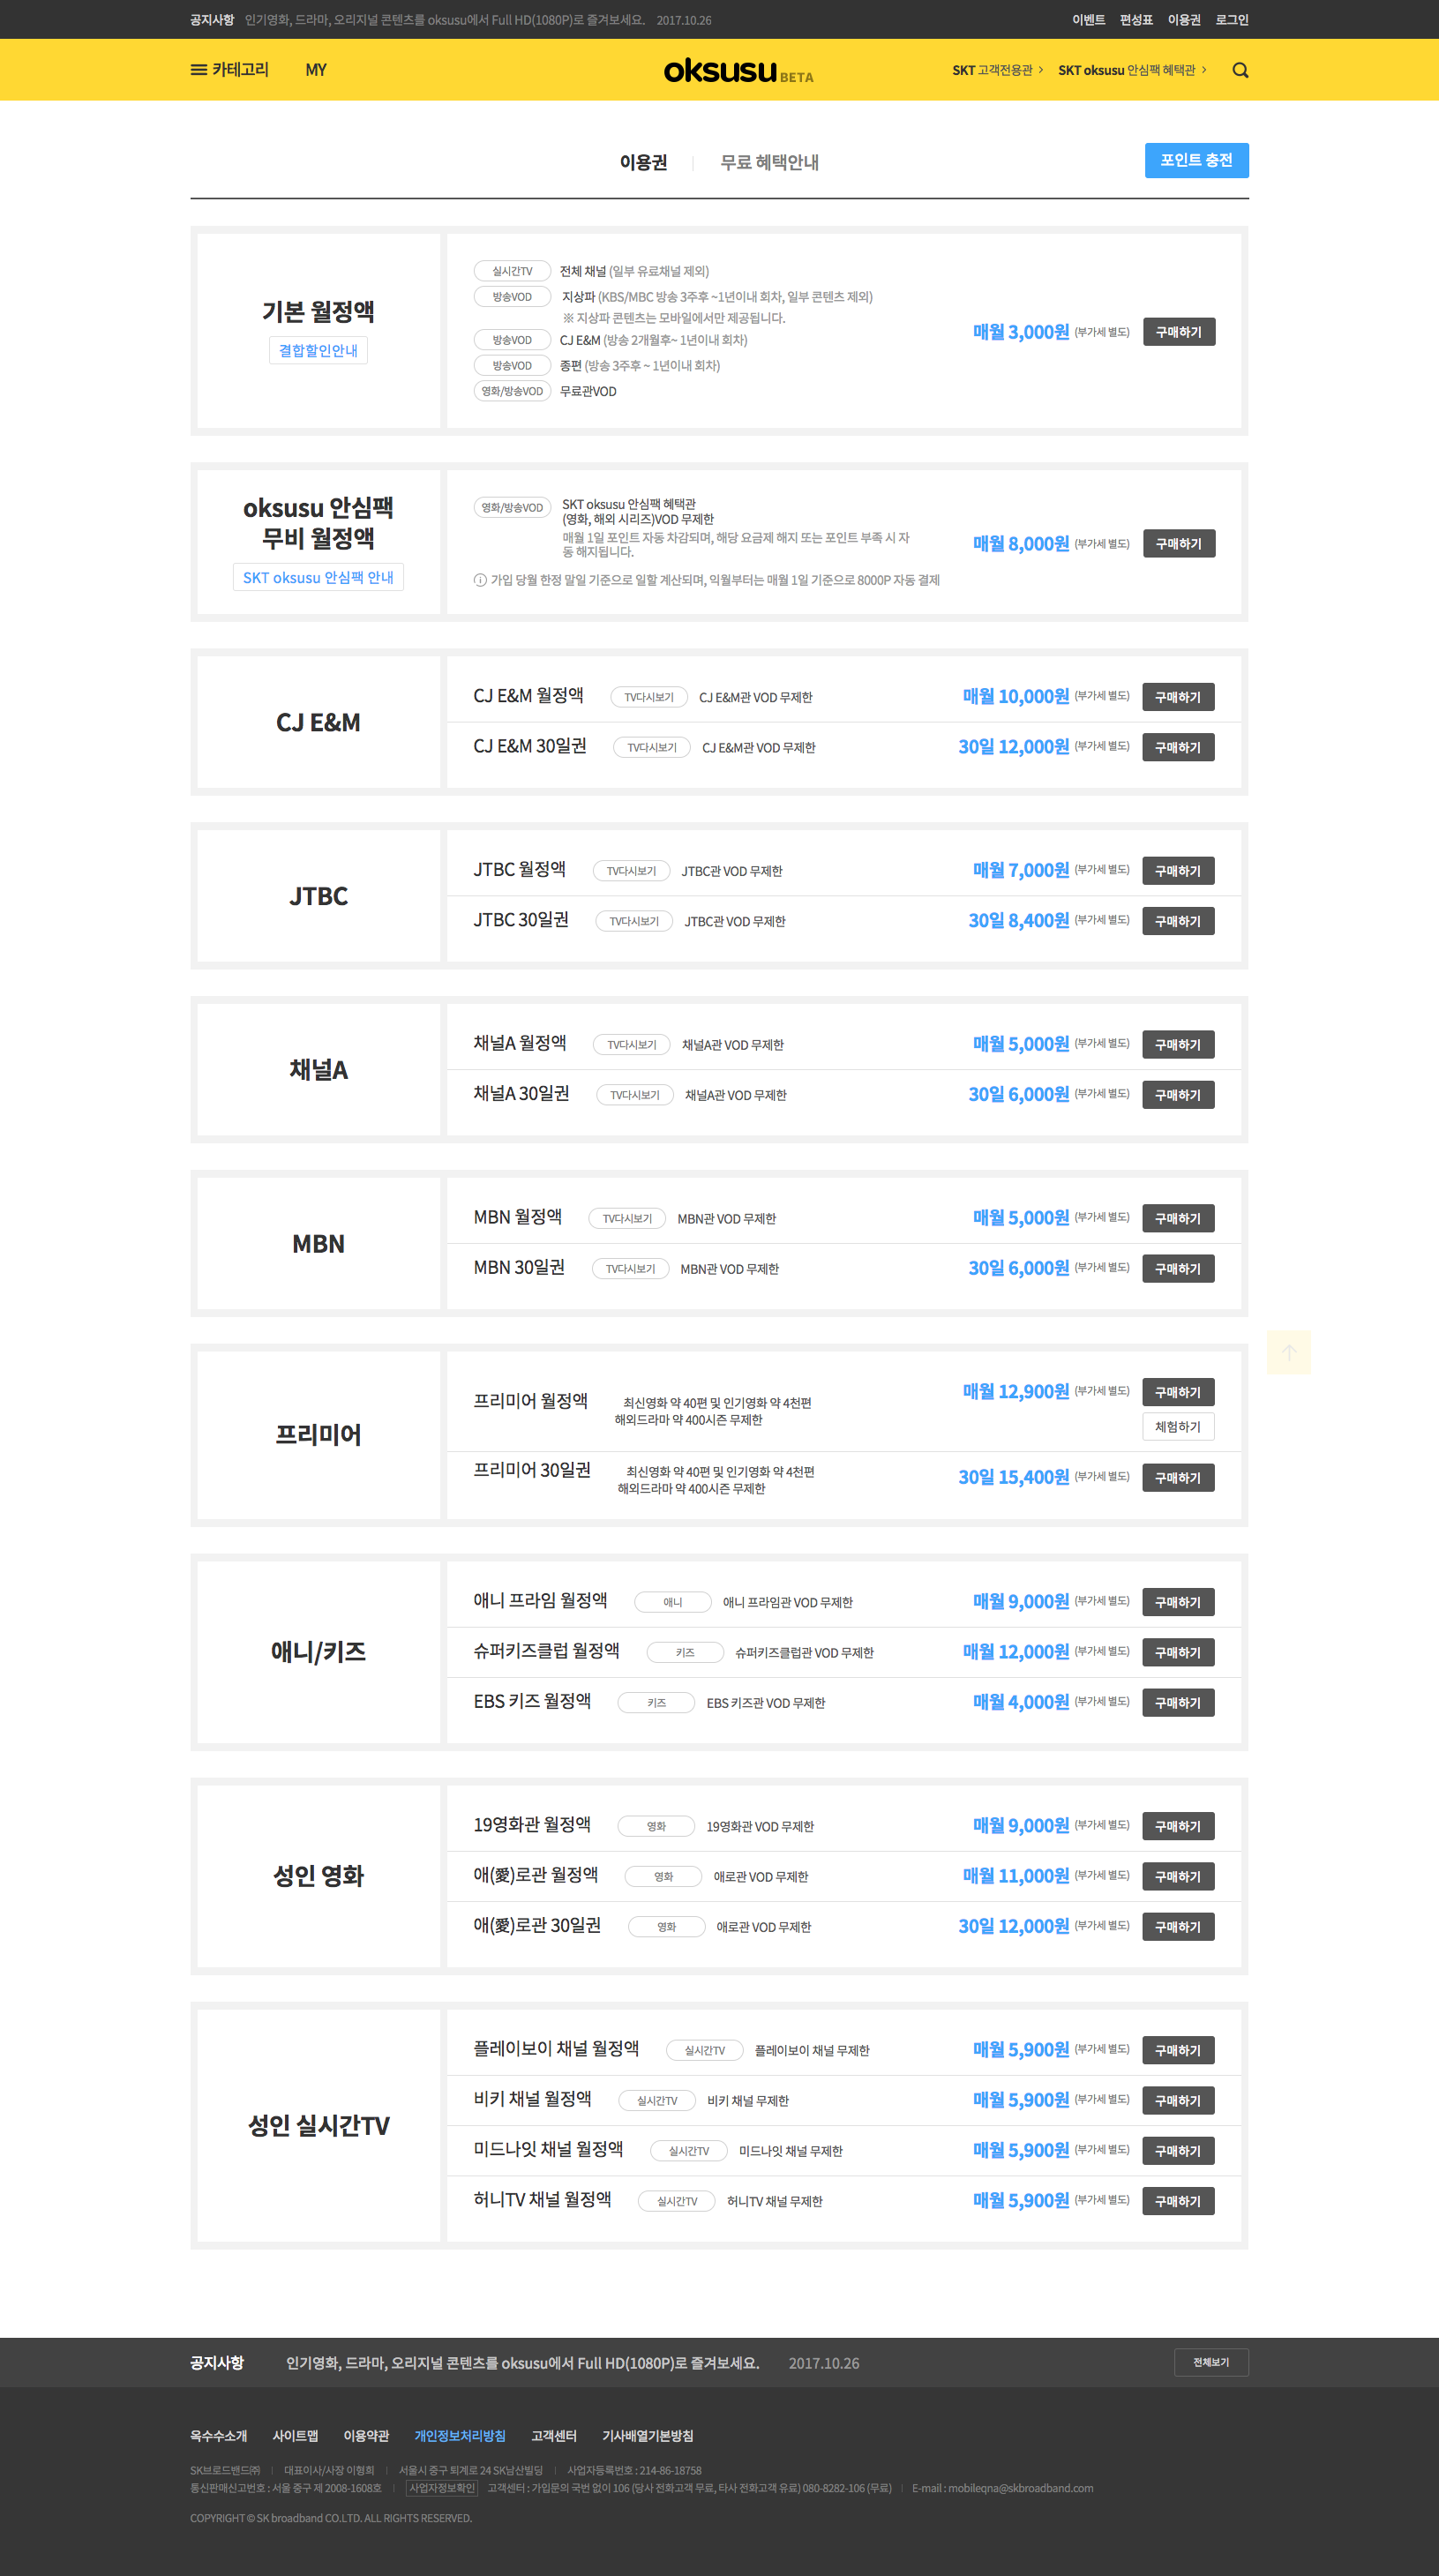 공지사항 인기영화, 드라마, 오리지널 콘텐츠를 oksusu에서 Full HD(1080P)로 즐겨보세요. 2017.10.26 이벤트 편성표 이용권 로그인
카테고리 MY oksusu BETA SKT 고객전용관 SKT oksusu 안심팩 혜택관
이용권 무료 혜택안내 포인트 충전
기본 월정액
결합할인안내
실시간TV 전체 채널 (일부 유료채널 제외)
방송VOD 지상파 (KBS/MBC 방송 3주후 ~1년이내 회차, 일부 콘텐츠 제외)
※ 지상파 콘텐츠는 모바일에서만 제공됩니다.
방송VOD CJ E&M (방송 2개월후~ 1년이내 회차)
방송VOD 종편 (방송 3주후 ~ 1년이내 회차)
영화/방송VOD 무료관VOD
매월 3,000원 (부가세 별도) 구매하기
oksusu 안심팩
무비 월정액
SKT oksusu 안심팩 안내
영화/방송VOD SKT oksusu 안심팩 혜택관
(영화, 해외 시리즈)VOD 무제한
매월 1일 포인트 자동 차감되며, 해당 요금제 해지 또는 포인트 부족 시 자
동 해지됩니다.
가입 당월 한정 말일 기준으로 일할 계산되며, 익월부터는 매월 1일 기준으로 8000P 자동 결제
매월 8,000원 (부가세 별도) 구매하기
CJ E&M
CJ E&M 월정액 TV다시보기 CJ E&M관 VOD 무제한 매월 10,000원 (부가세 별도) 구매하기
CJ E&M 30일권 TV다시보기 CJ E&M관 VOD 무제한 30일 12,000원 (부가세 별도) 구매하기
JTBC
JTBC 월정액 TV다시보기 JTBC관 VOD 무제한 매월 7,000원 (부가세 별도) 구매하기
JTBC 30일권 TV다시보기 JTBC관 VOD 무제한 30일 8,400원 (부가세 별도) 구매하기
채널A
채널A 월정액 TV다시보기 채널A관 VOD 무제한 매월 5,000원 (부가세 별도) 구매하기
채널A 30일권 TV다시보기 채널A관 VOD 무제한 30일 6,000원 (부가세 별도) 구매하기
MBN
MBN 월정액 TV다시보기 MBN관 VOD 무제한 매월 5,000원 (부가세 별도) 구매하기
MBN 30일권 TV다시보기 MBN관 VOD 무제한 30일 6,000원 (부가세 별도) 구매하기
프리미어
프리미어 월정액 최신영화 약 40편 및 인기영화 약 4천편
해외드라마 약 400시즌 무제한
매월 12,900원 (부가세 별도) 구매하기
체험하기
프리미어 30일권 최신영화 약 40편 및 인기영화 약 4천편
해외드라마 약 400시즌 무제한
30일 15,400원 (부가세 별도) 구매하기
애니/키즈
애니 프라임 월정액 애니 애니 프라임관 VOD 무제한 매월 9,000원 (부가세 별도) 구매하기
슈퍼키즈클럽 월정액 키즈 슈퍼키즈클럽관 VOD 무제한 매월 12,000원 (부가세 별도) 구매하기
EBS 키즈 월정액 키즈 EBS 키즈관 VOD 무제한 매월 4,000원 (부가세 별도) 구매하기
성인 영화
19영화관 월정액 영화 19영화관 VOD 무제한 매월 9,000원 (부가세 별도) 구매하기
애(愛)로관 월정액 영화 애로관 VOD 무제한 매월 11,000원 (부가세 별도) 구매하기
애(愛)로관 30일권 영화 애로관 VOD 무제한 30일 12,000원 (부가세 별도) 구매하기
성인 실시간TV
플레이보이 채널 월정액 실시간TV 플레이보이 채널 무제한 매월 5,900원 (부가세 별도) 구매하기
비키 채널 월정액 실시간TV 비키 채널 무제한 매월 5,900원 (부가세 별도) 구매하기
미드나잇 채널 월정액 실시간TV 미드나잇 채널 무제한 매월 5,900원 (부가세 별도) 구매하기
허니TV 채널 월정액 실시간TV 허니TV 채널 무제한 매월 5,900원 (부가세 별도) 구매하기
공지사항 인기영화, 드라마, 오리지널 콘텐츠를 oksusu에서 Full HD(1080P)로 즐겨보세요. 2017.10.26 전체보기
옥수수소개 사이트맵 이용약관 개인정보처리방침 고객센터 기사배열기본방침
SK브로드밴드㈜ 대표이사/사장 이형희 서울시 중구 퇴계로 24 SK남산빌딩 사업자등록번호 : 214-86-18758
통신판매신고번호 : 서울 중구 제 2008-1608호 사업자정보확인 고객센터 : 가입문의 국번 없이 106 (당사 전화고객 무료, 타사 전화고객 유료) 080-8282-106 (무료) E-mail : mobileqna@skbroadband.com
COPYRIGHT © SK broadband CO.LTD. ALL RIGHTS RESERVED.